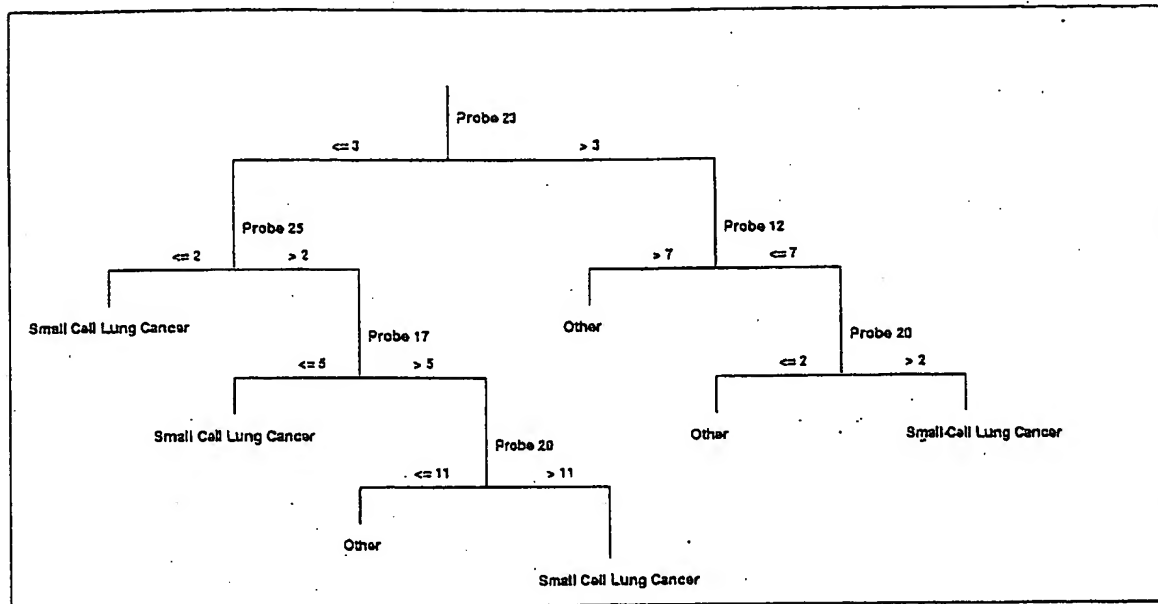 Probe 23
<= 3 > 3
Probe 25 Probe 12
<= 2 > 2 > 7 <= 7
Small Cell Lung Cancer Other
Probe 17 Probe 20
<= 5 > 5 <= 2 > 2
Small Cell Lung Cancer Other Small Cell Lung Cancer
Probe 20
<= 11 > 11
Other
Small Cell Lung Cancer